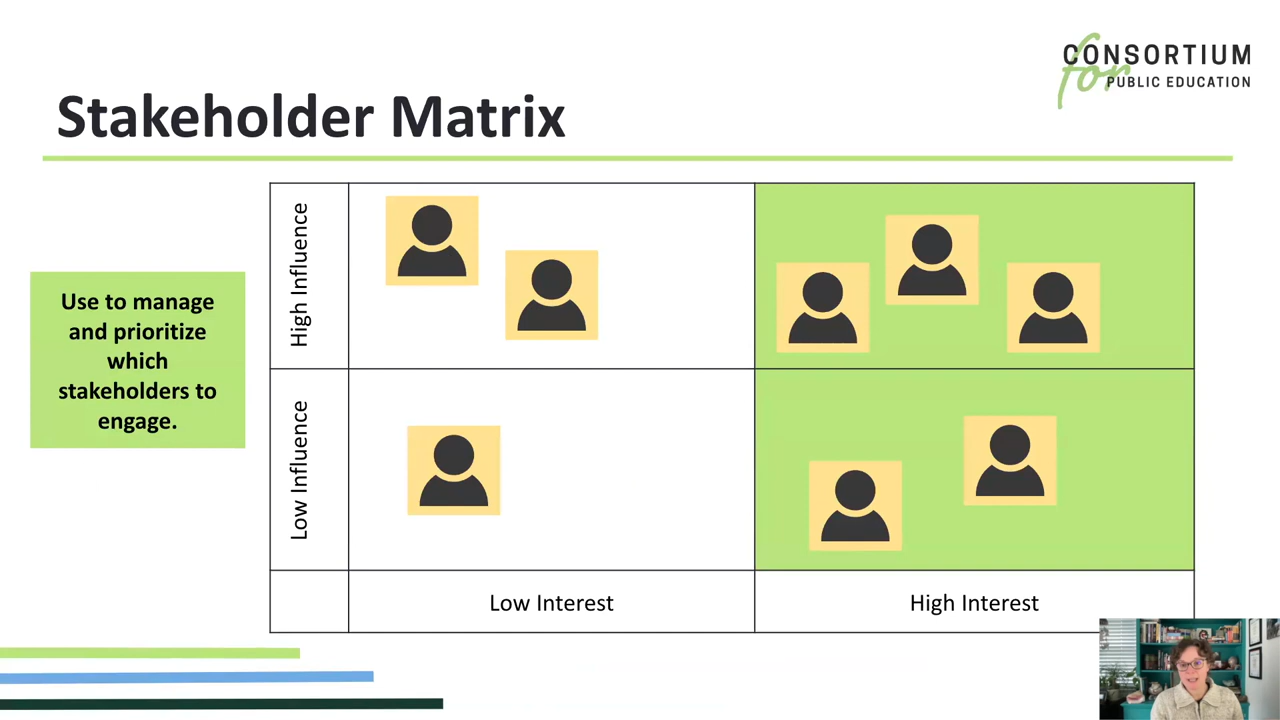 CONSORTIUM
for PUBLIC EDUCATION
Stakeholder Matrix
Use to manage
and prioritize
which
stakeholders to
engage.
High Influence
Low Influence
Low Interest
High Interest